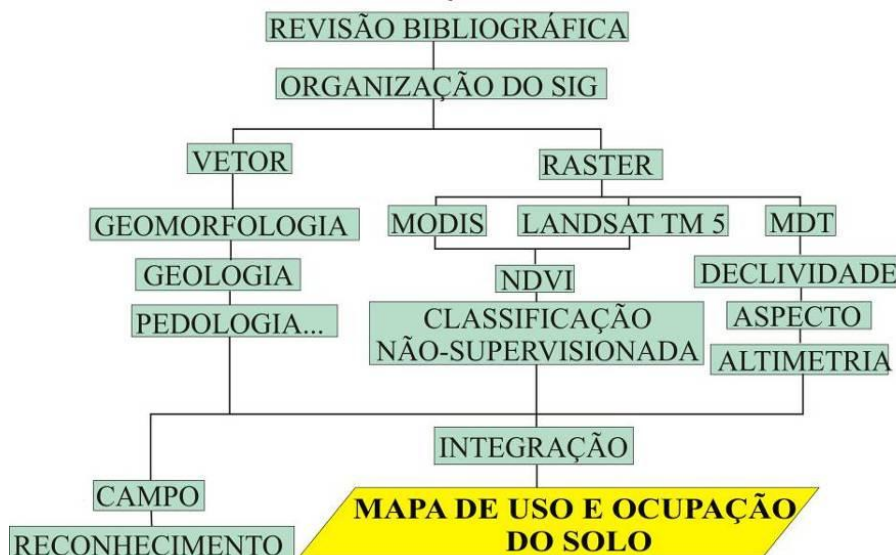 REVISÃO BIBLIOGRÁFICA
ORGANIZAÇÃO DO SIG
VETOR
RASTER
GEOMORFOLOGIA
MODIS
LANDSAT TM 5
MDT
GEOLOGIA
NDVI
DECLIVIDADE
PEDOLOGIA...
CLASSIFICAÇÃO
NÃO-SUPERVISIONADA
ASPECTO
ALTIMETRIA
INTEGRAÇÃO
CAMPO
RECONHECIMENTO
MAPA DE USO E OCUPAÇÃO
DO SOLO